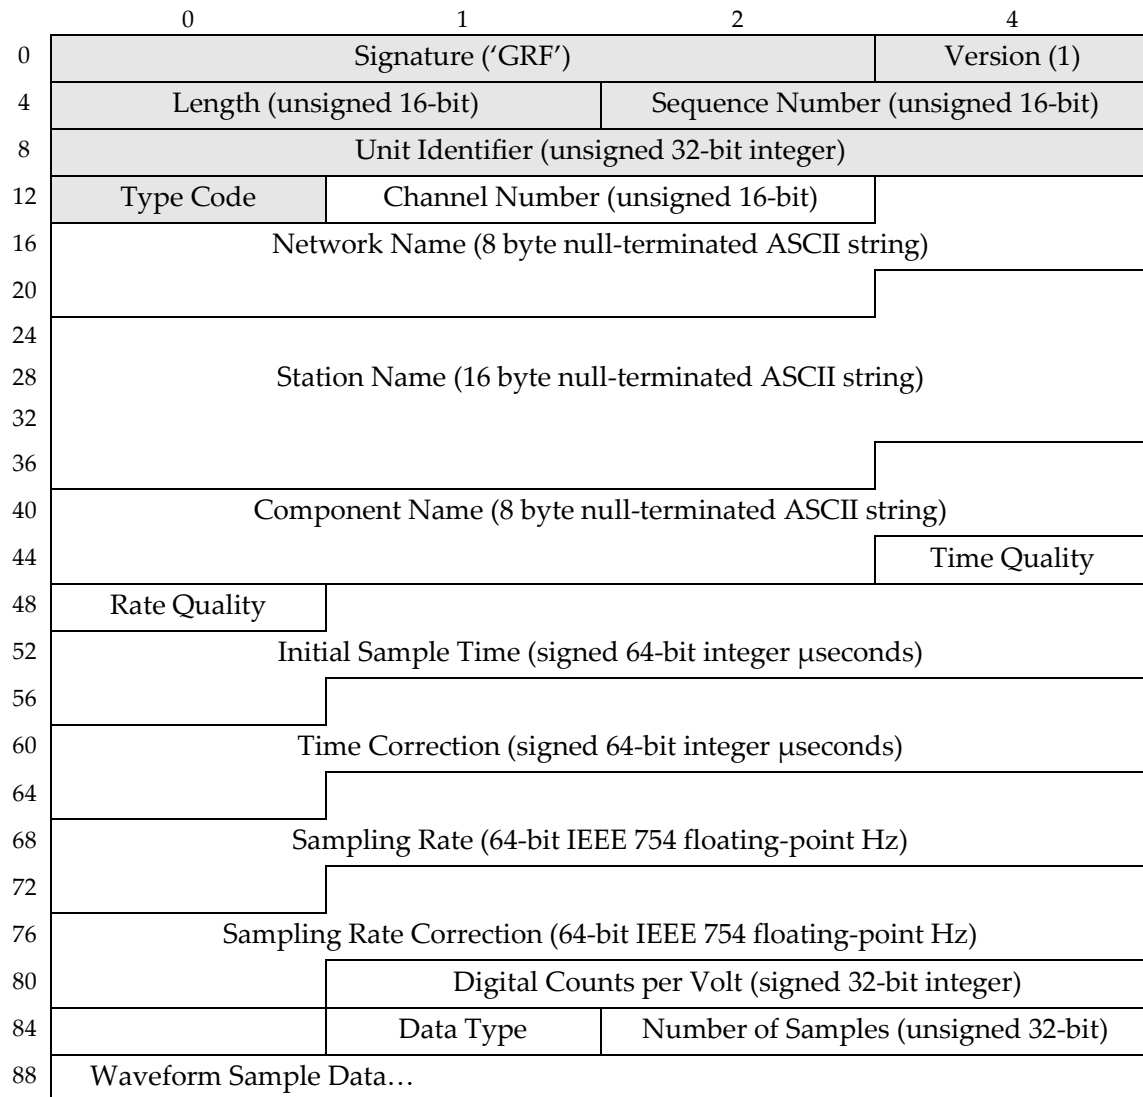 0 1 2 4
0 Signature (‘GRF’) Version (1)
4 Length (unsigned 16-bit) Sequence Number (unsigned 16-bit)
8 Unit Identifier (unsigned 32-bit integer)
12 Type Code Channel Number (unsigned 16-bit)
16 Network Name (8 byte null-terminated ASCII string)
20
24
28 Station Name (16 byte null-terminated ASCII string)
32
36
40 Component Name (8 byte null-terminated ASCII string)
44 Time Quality
48 Rate Quality
52 Initial Sample Time (signed 64-bit integer µseconds)
56
60 Time Correction (signed 64-bit integer µseconds)
64
68 Sampling Rate (64-bit IEEE 754 floating-point Hz)
72
76 Sampling Rate Correction (64-bit IEEE 754 floating-point Hz)
80 Digital Counts per Volt (signed 32-bit integer)
84 Data Type Number of Samples (unsigned 32-bit)
88 Waveform Sample Data…